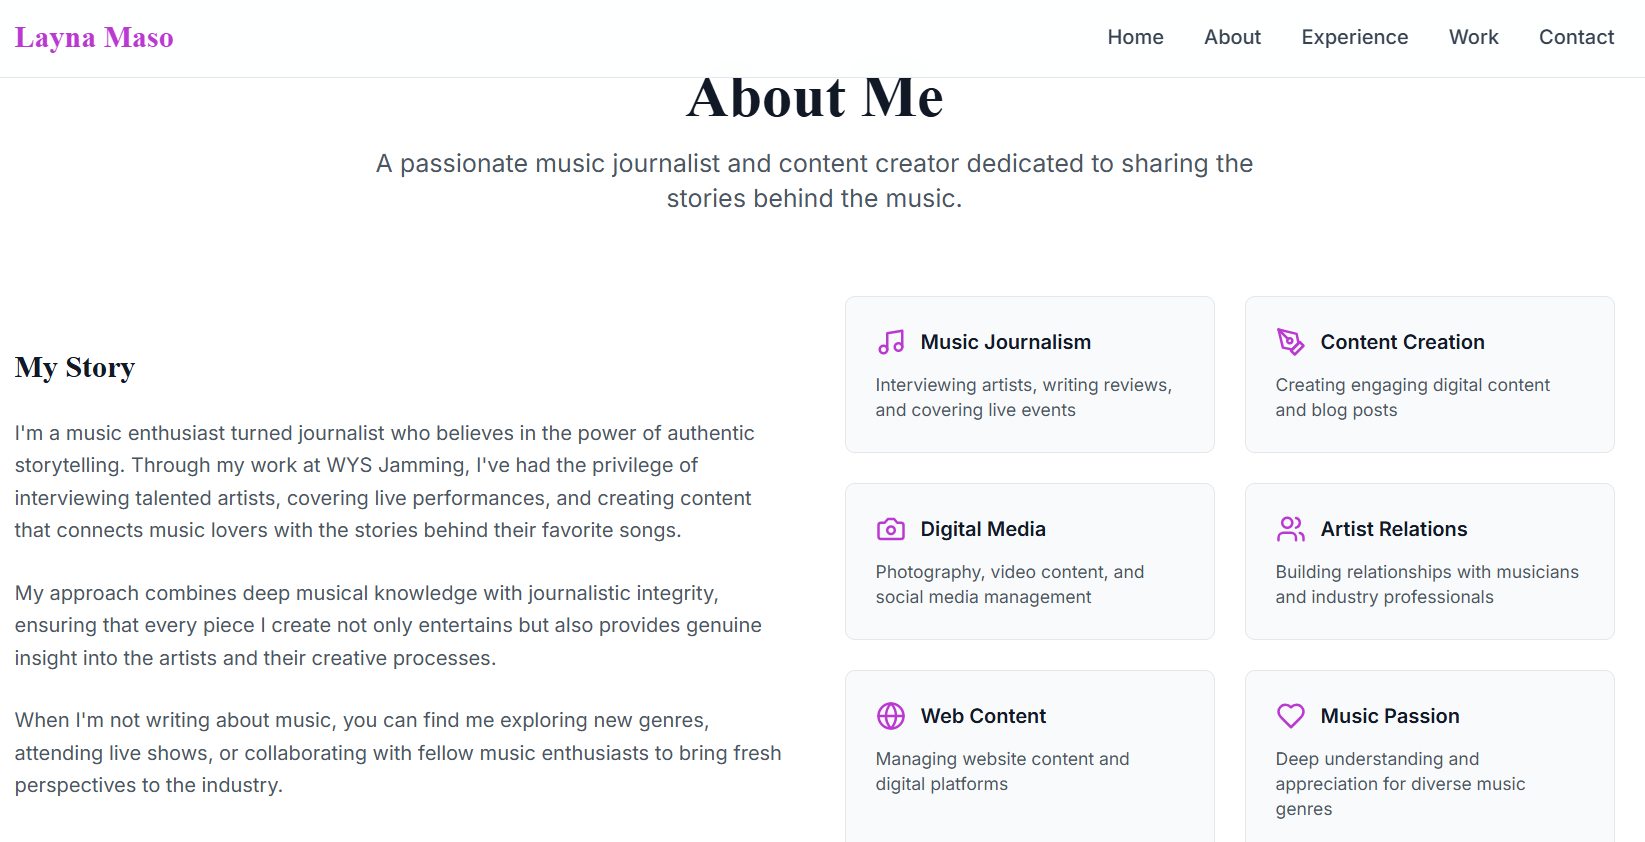 Layna Maso
Home
About
Experience
Work
Contact
About Me
A passionate music journalist and content creator dedicated to sharing the
stories behind the music.
My Story
I'm a music enthusiast turned journalist who believes in the power of authentic
storytelling. Through my work at WYS Jamming, I've had the privilege of
interviewing talented artists, covering live performances, and creating content
that connects music lovers with the stories behind their favorite songs.
My approach combines deep musical knowledge with journalistic integrity,
ensuring that every piece I create not only entertains but also provides genuine
insight into the artists and their creative processes.
When I'm not writing about music, you can find me exploring new genres,
attending live shows, or collaborating with fellow music enthusiasts to bring fresh
perspectives to the industry.
Music Journalism
Interviewing artists, writing reviews,
and covering live events
Content Creation
Creating engaging digital content
and blog posts
Digital Media
Photography, video content, and
social media management
Artist Relations
Building relationships with musicians
and industry professionals
Web Content
Managing website content and
digital platforms
Music Passion
Deep understanding and
appreciation for diverse music
genres